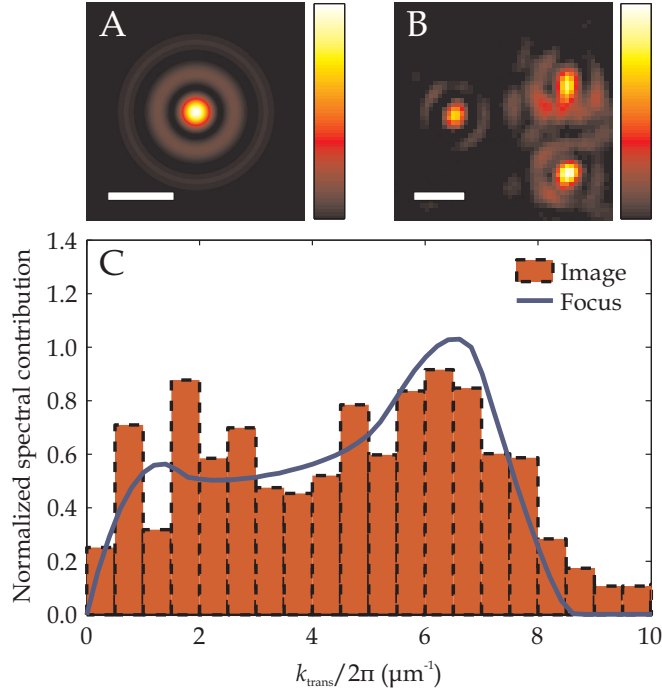 A
B
1.4
1.2
1.0
0.8
0.6
0.4
0.2
0.0
Normalized spectral contribution
C
Image
Focus
0 2 4 6 8 10
k_trans/2π (µm⁻¹)